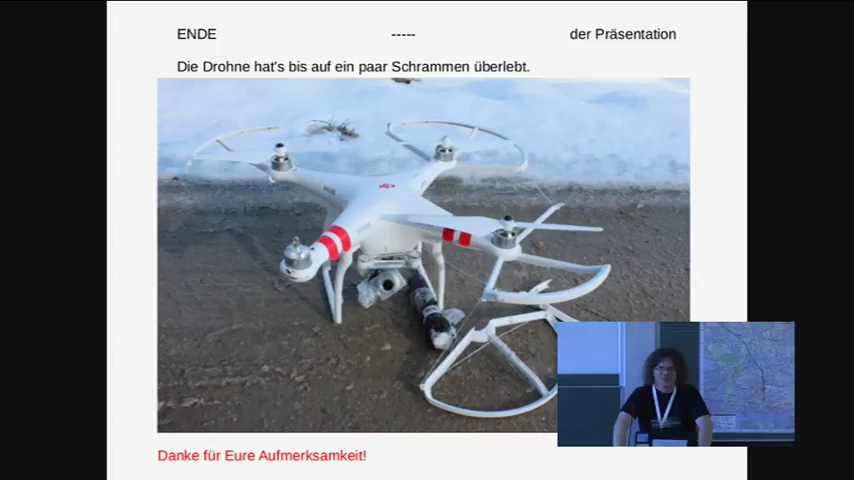 ENDE ----- der Präsentation
Die Drohne hat's bis auf ein paar Schrammen überlebt.
Danke für Eure Aufmerksamkeit!